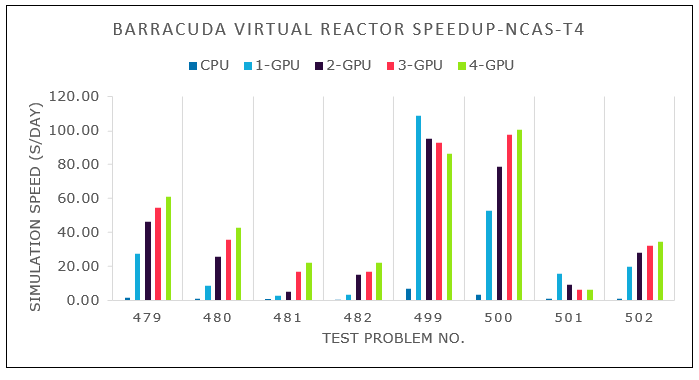 BARRACUDA VIRTUAL REACTOR SPEEDUP-NCAS-T4
CPU 1-GPU 2-GPU 3-GPU 4-GPU
SIMULATION SPEED (S/DAY)
120.00
100.00
80.00
60.00
40.00
20.00
0.00
479 480 481 482 499 500 501 502
TEST PROBLEM NO.